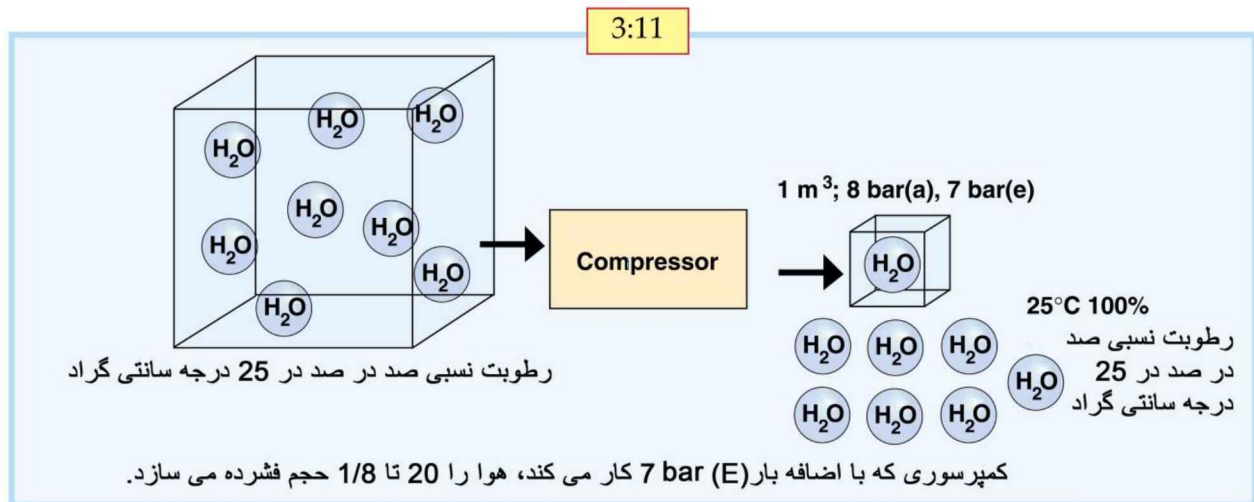 3:11
H2O
H2O
H2O
H2O
H2O
H2O
H2O
H2O
رطوبت نسبی صد در صد در 25 درجه سانتی گراد
Compressor
1 m³; 8 bar(a), 7 bar(e)
H2O
25°C 100%
رطوبت نسبی صد
در صد در 25
درجه سانتی گراد
H2O H2O H2O
H2O
H2O H2O H2O
کمپرسوری که با اضافه بار(E) 7 bar کار می کند، هوا را 20 تا 1/8 حجم فشرده می سازد.